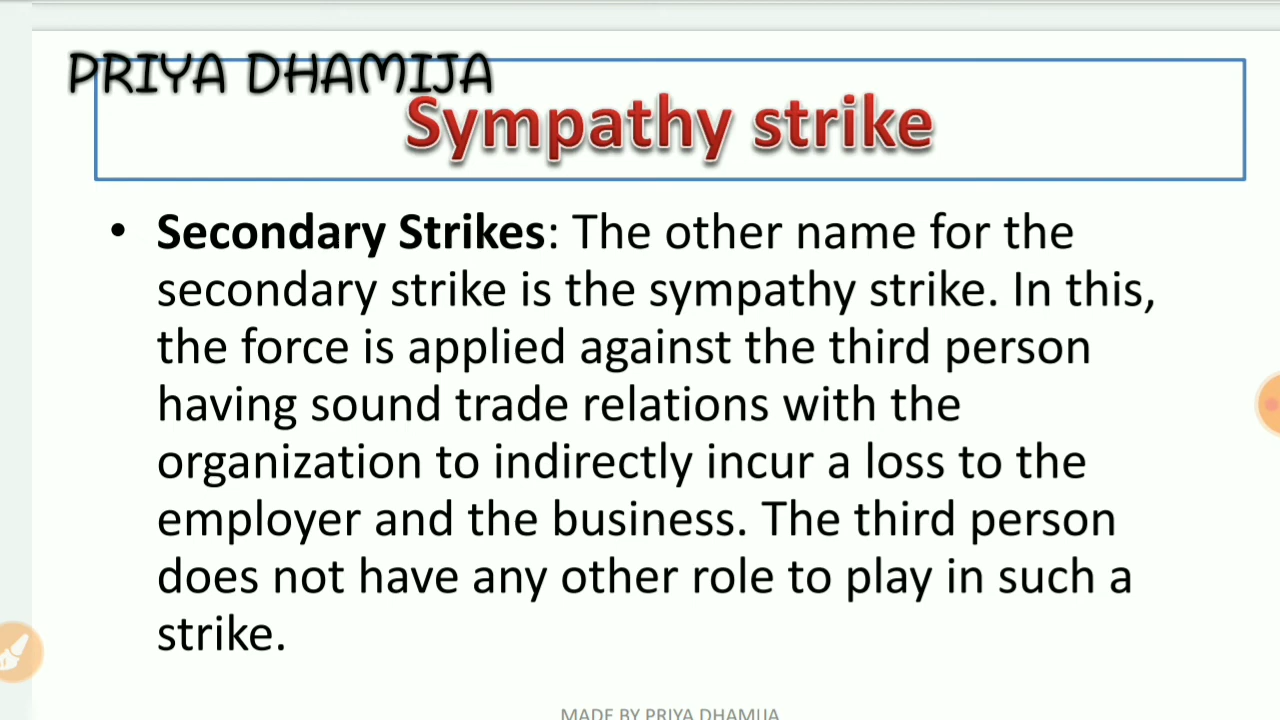 PRIYA DHAMIJA
Sympathy strike
• Secondary Strikes: The other name for the
secondary strike is the sympathy strike. In this,
the force is applied against the third person
having sound trade relations with the
organization to indirectly incur a loss to the
employer and the business. The third person
does not have any other role to play in such a
strike.
MADE BY PRIYA DHAMIJA